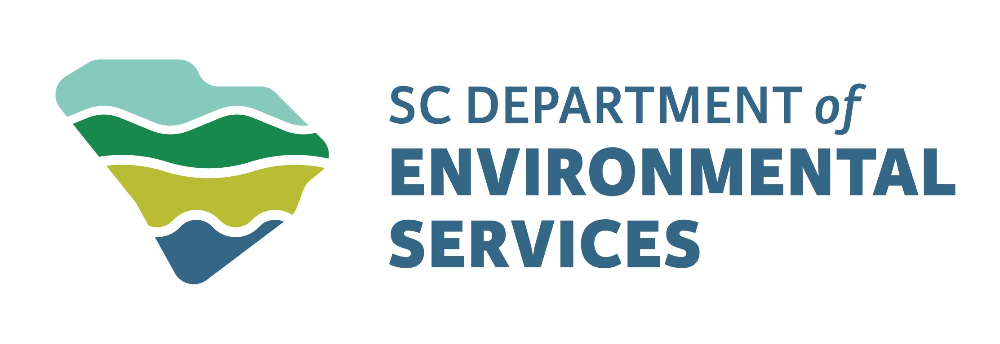 SC DEPARTMENT of
ENVIRONMENTAL
SERVICES